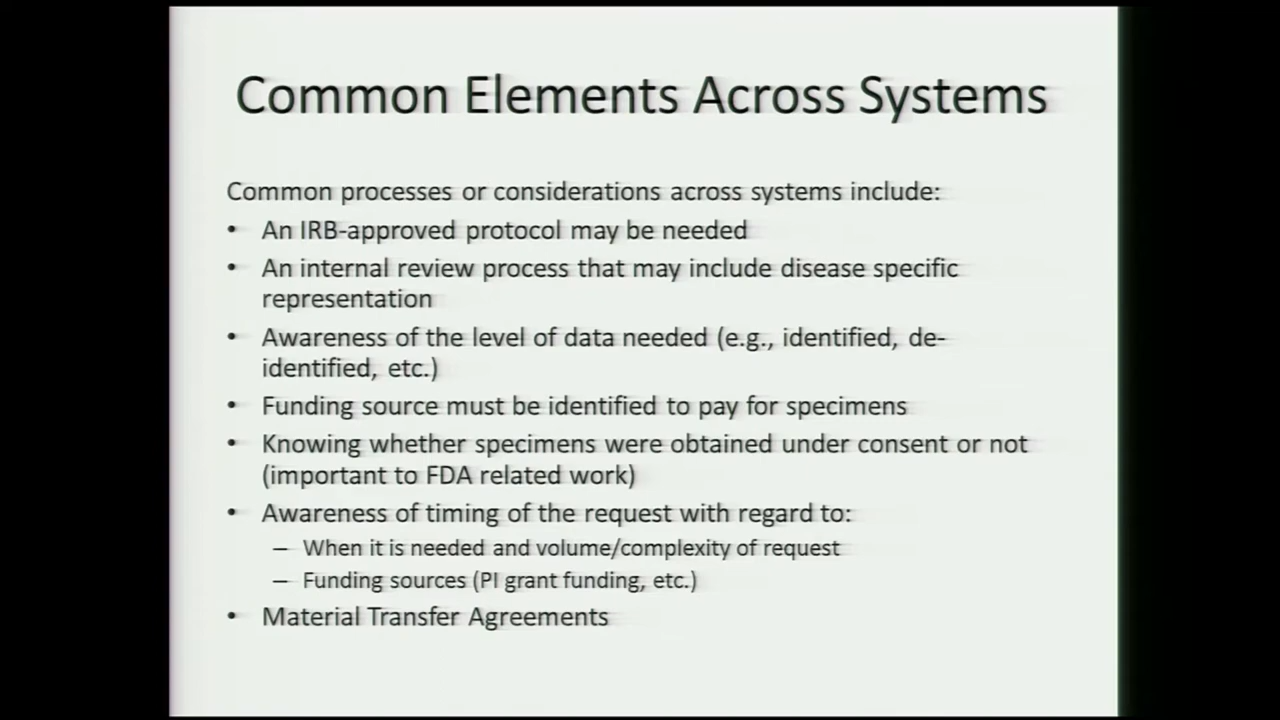 Common Elements Across Systems
Common processes or considerations across systems include:
• An IRB-approved protocol may be needed
• An internal review process that may include disease specific
representation
• Awareness of the level of data needed (e.g., identified, de-
identified, etc.)
• Funding source must be identified to pay for specimens
• Knowing whether specimens were obtained under consent or not
(important to FDA related work)
• Awareness of timing of the request with regard to:
– When it is needed and volume/complexity of request
– Funding sources (PI grant funding, etc.)
• Material Transfer Agreements